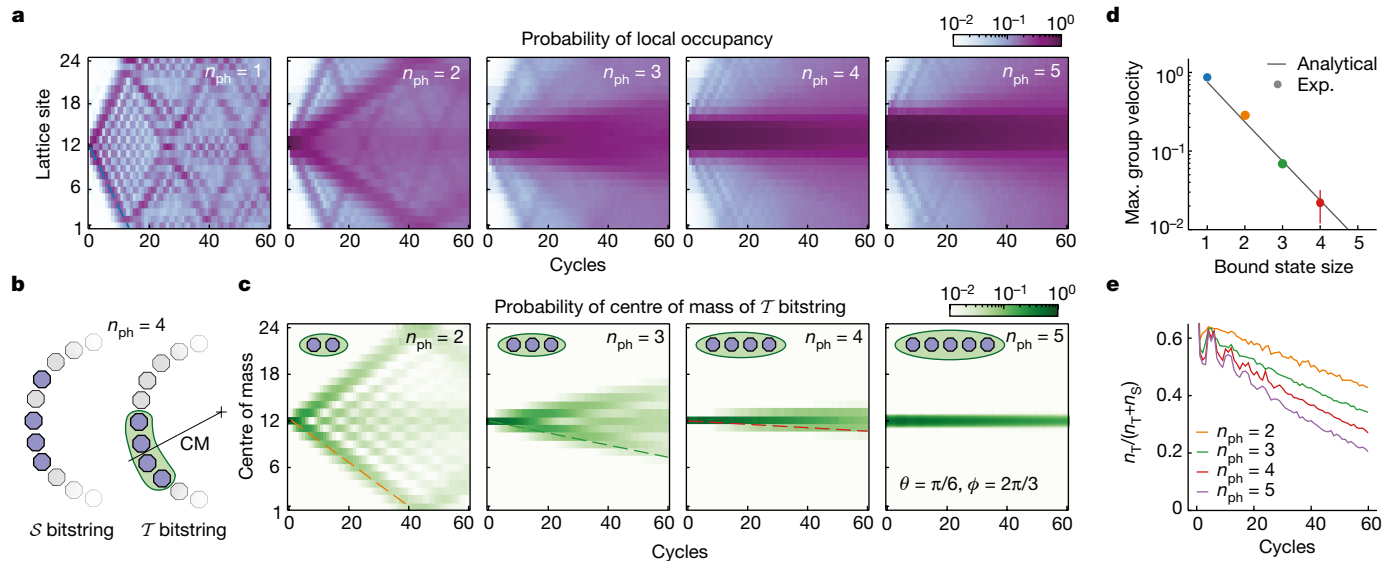 a
Probability of local occupancy
10⁻² 10⁻¹ 10⁰
Lattice site
24
18
12
6
1
n_ph = 1
n_ph = 2
n_ph = 3
n_ph = 4
n_ph = 5
0 20 40 60
0 20 40 60
0 20 40 60
0 20 40 60
0 20 40 60
Cycles
b
n_ph = 4
CM
𝒮 bitstring
𝒯 bitstring
c
Probability of centre of mass of 𝒯 bitstring
10⁻² 10⁻¹ 10⁰
Centre of mass
24
18
12
6
1
n_ph = 2
n_ph = 3
n_ph = 4
n_ph = 5
θ = π/6, ϕ = 2π/3
0 20 40 60
0 20 40 60
0 20 40 60
0 20 40 60
Cycles
d
Max. group velocity
10⁰
10⁻¹
10⁻²
Analytical
Exp.
1 2 3 4 5
Bound state size
e
n_T/(n_T+n_S)
0.6
0.4
0.2
0
n_ph = 2
n_ph = 3
n_ph = 4
n_ph = 5
0 20 40 60
Cycles